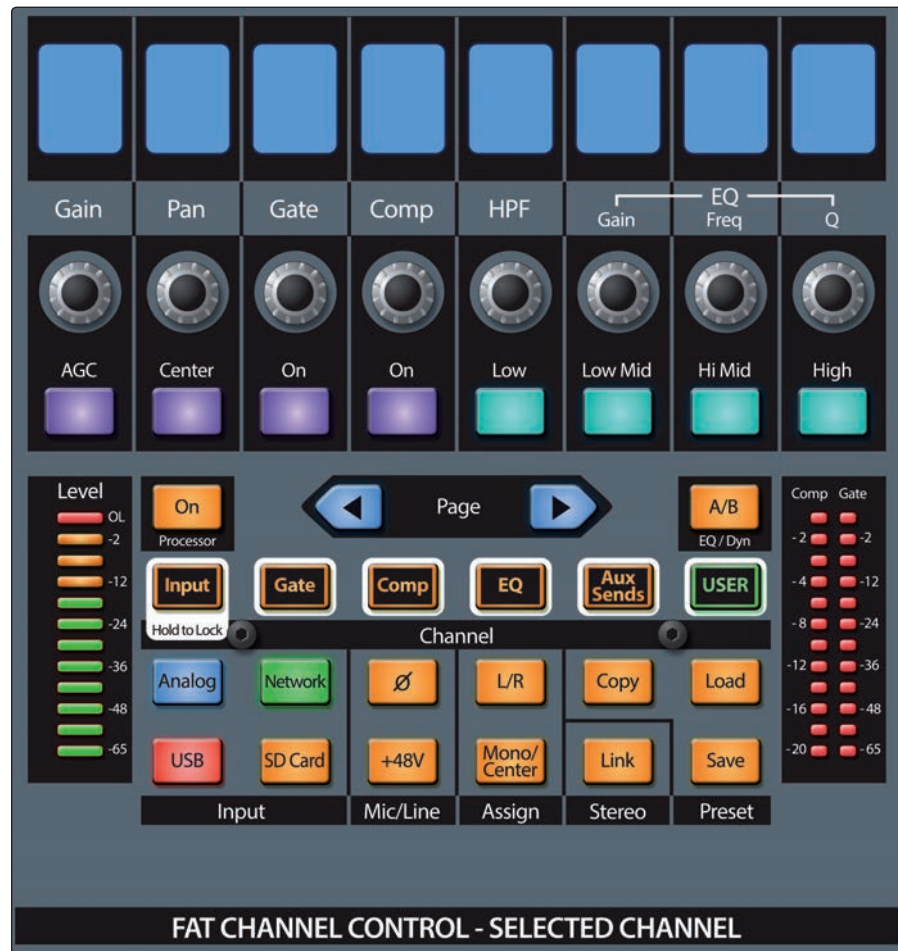 EQ
Gain Pan Gate Comp HPF Gain Freq Q
AGC Center On On Low Low Mid Hi Mid High
Level
OL
-2
-12
-24
-36
-48
-65
On
Processor
Page
A/B
EQ / Dyn
Comp Gate
- 2 -2
- 4 -12
- 8 -24
-12 -36
-16 -48
-20 -65
Input Gate Comp EQ Aux Sends USER
Hold to Lock
Channel
Analog Network Ø L/R Copy Load
USB SD Card +48V Mono/ Center Link Save
Input Mic/Line Assign Stereo Preset
FAT CHANNEL CONTROL - SELECTED CHANNEL